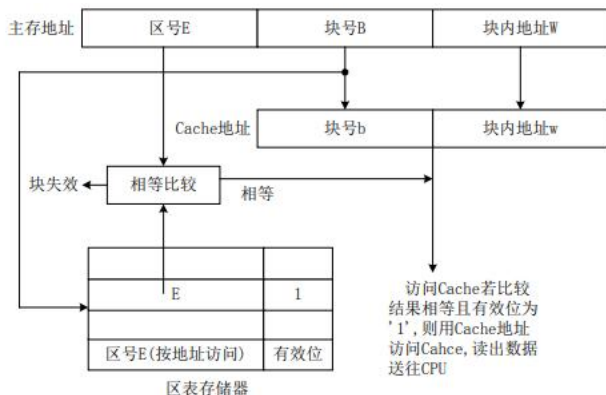 主存地址 区号E 块号B 块内地址W
Cache地址 块号b 块内地址w
块失效 相等比较 相等
E 1
区号E(按地址访问) 有效位
区表存储器
访问Cache若比较
结果相等且有效位为
'1',则用Cache地址
访问Cahce,读出数据
送往CPU